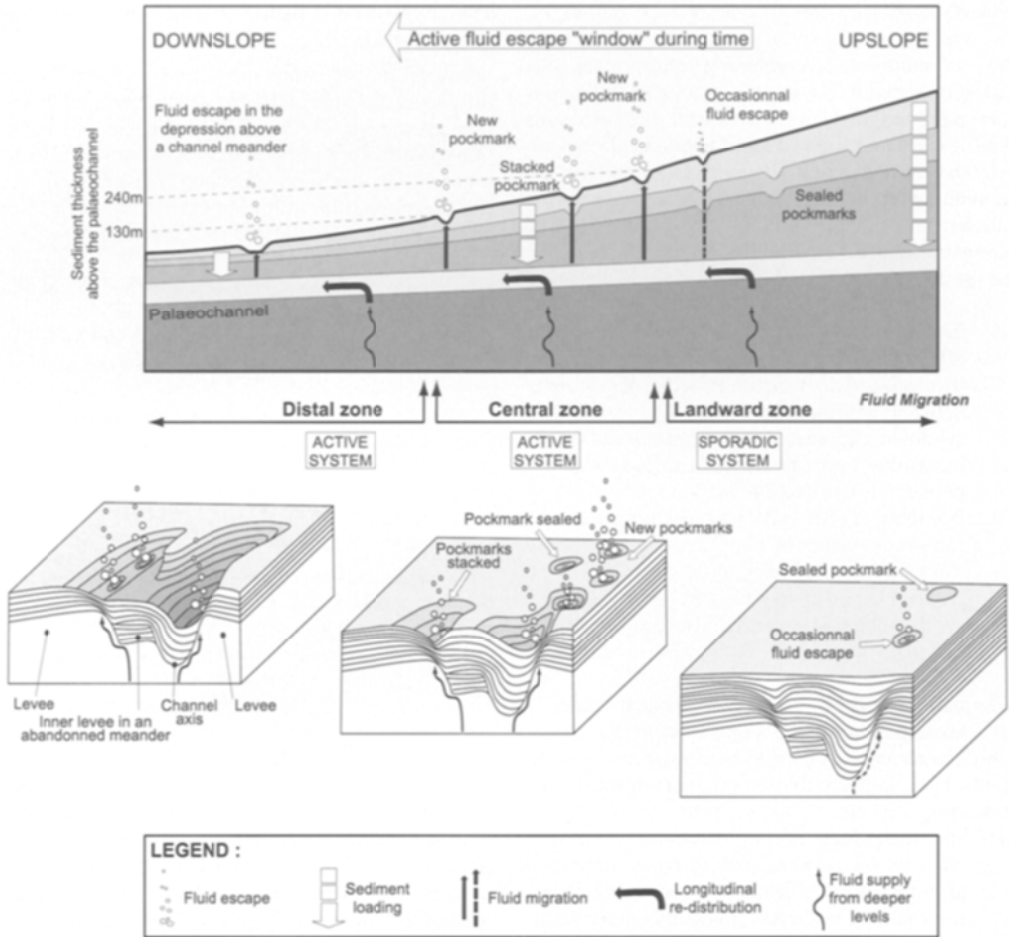 DOWNSLOPE
Active fluid escape "window" during time
UPSLOPE
New
pockmark
Fluid escape in the
depression above
a channel meander
New
pockmark
Occasionnal
fluid escape
Stacked
pockmark
Sealed
pockmarks
Sediment thickness
above the palaeochannel
240m
130m
Palaeochannel
Distal zone
Central zone
Landward zone
Fluid Migration
ACTIVE
SYSTEM
ACTIVE
SYSTEM
SPORADIC
SYSTEM
Levee
Inner levee in an
abandonned meander
Channel
axis
Levee
Pockmark sealed
New pockmarks
Pockmarks
stacked
Sealed pockmark
Occasionnal
fluid escape
LEGEND :
Fluid escape
Sediment
loading
Fluid migration
Longitudinal
re-distribution
Fluid supply
from deeper
levels